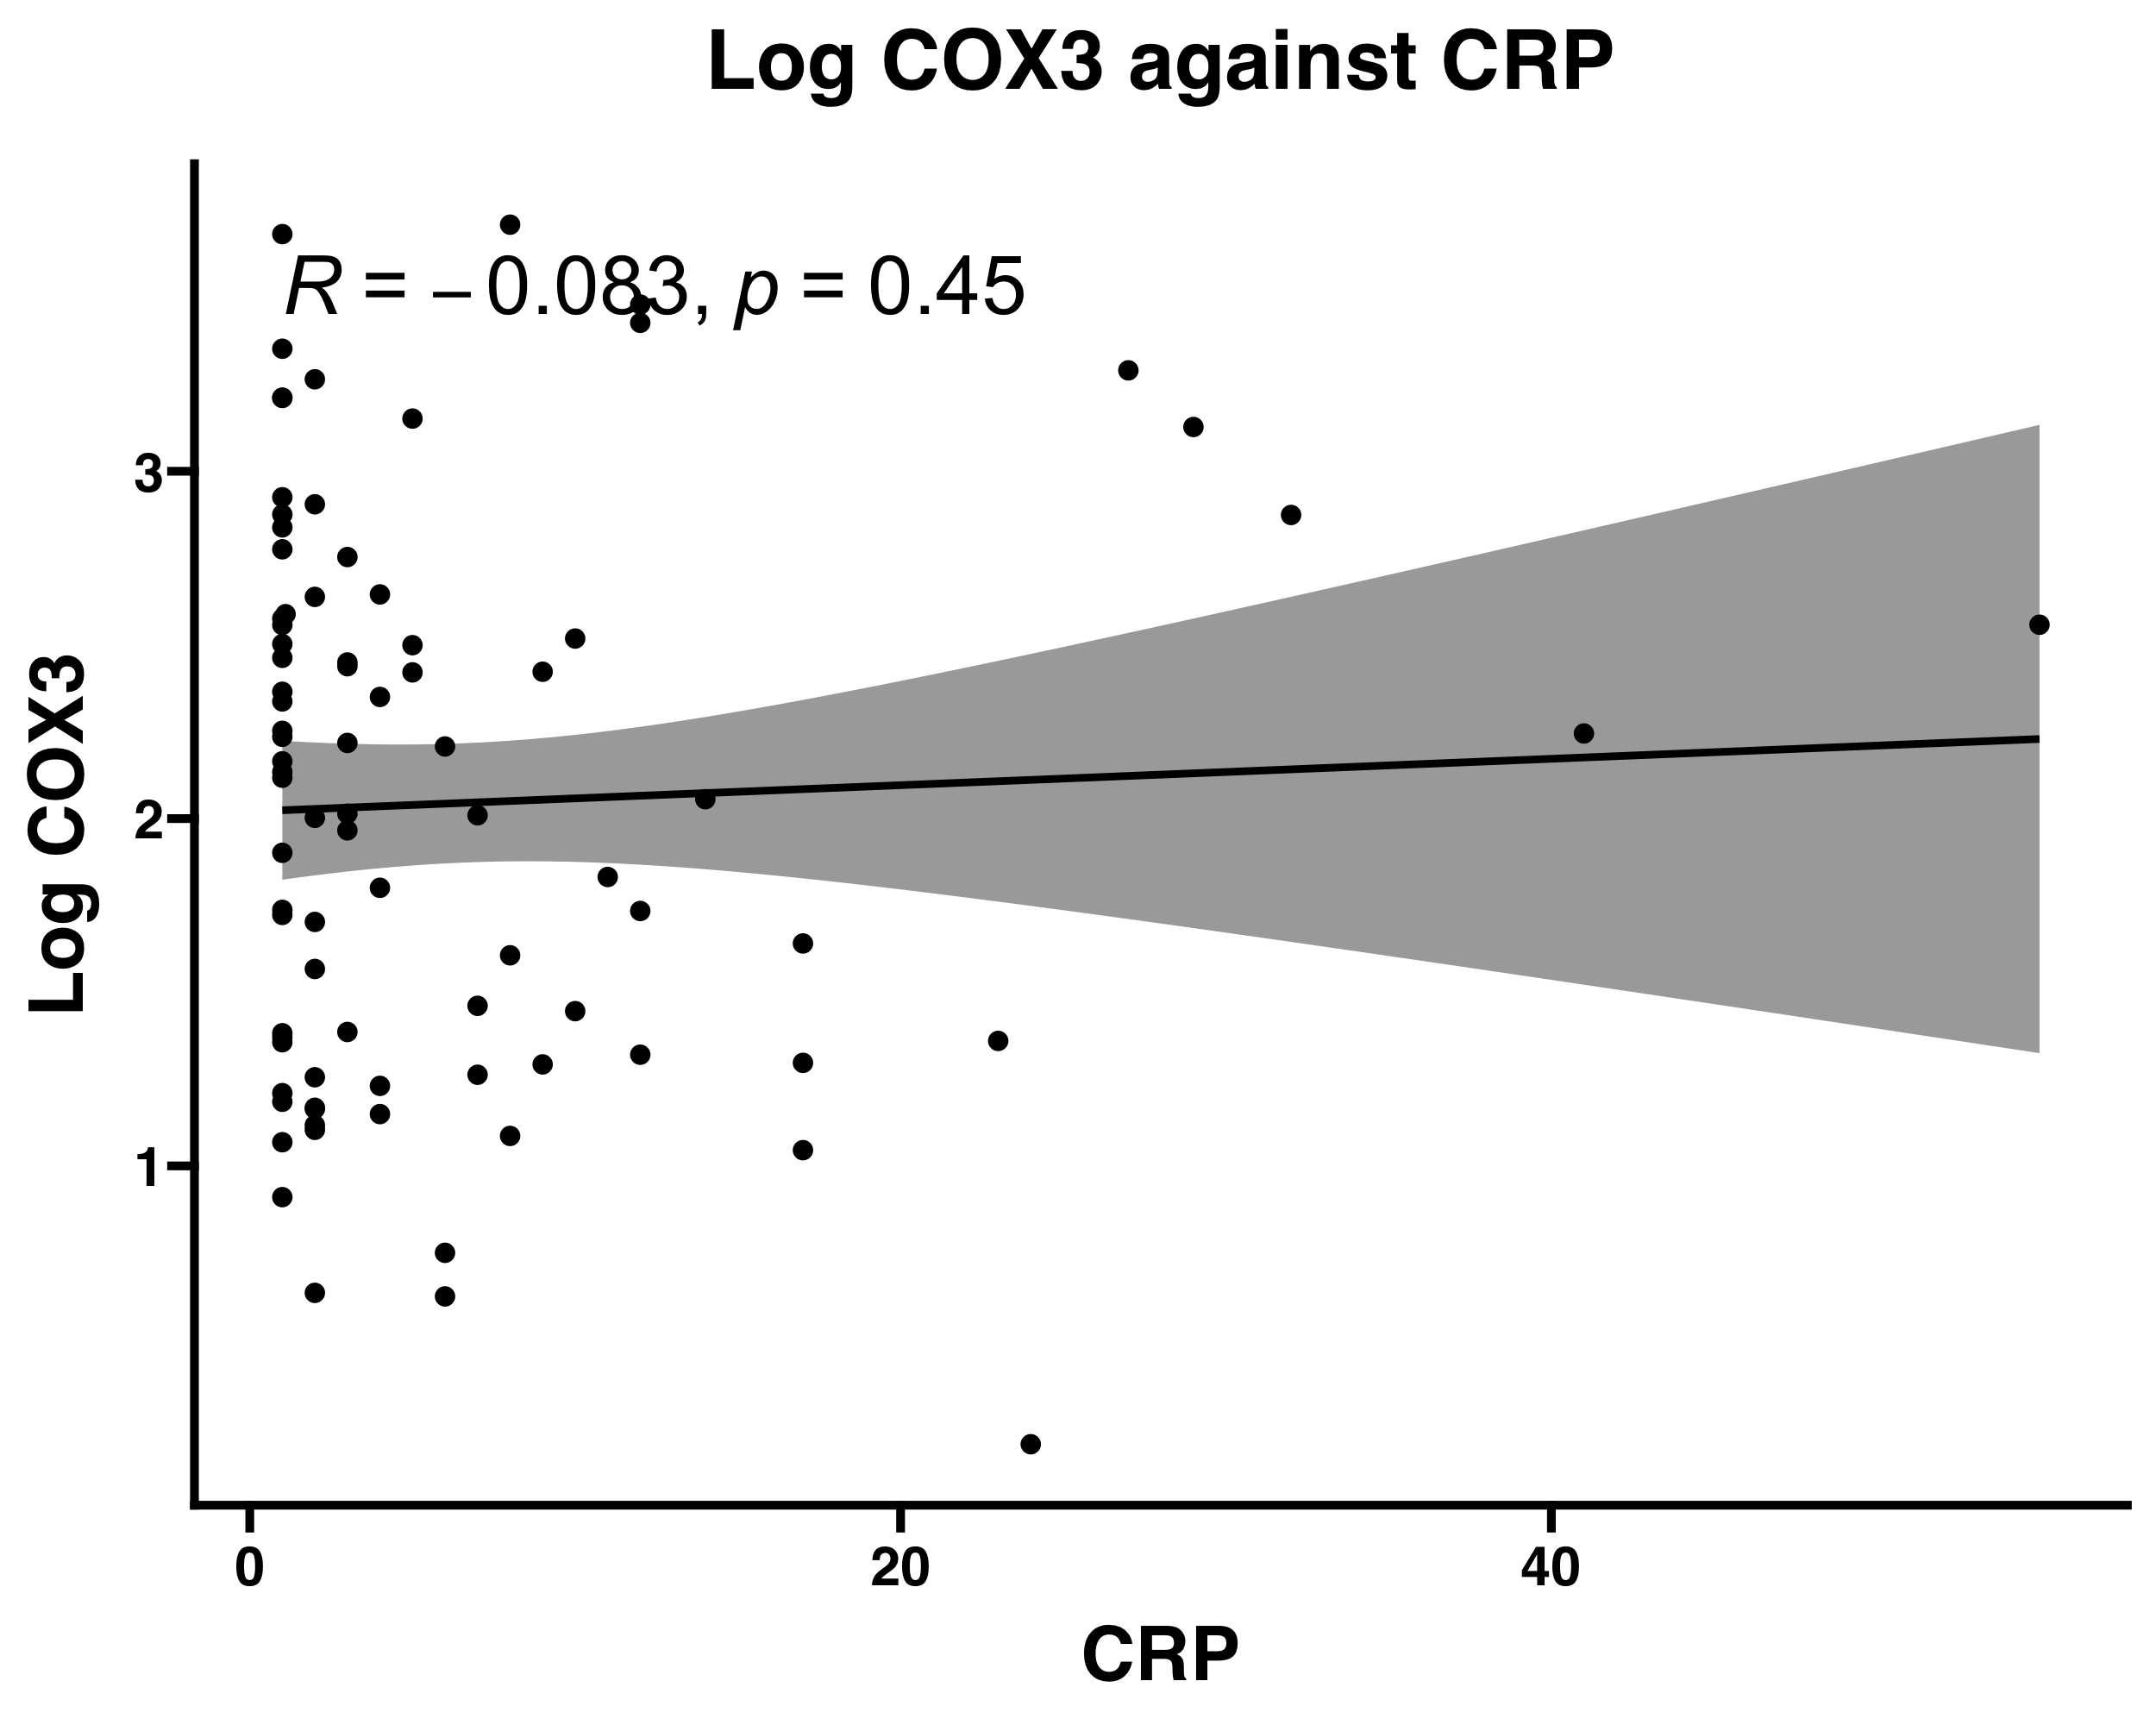 Log COX3 against CRP
R = −0.083, p = 0.45
3
2
1
Log COX3
0 20 40
CRP